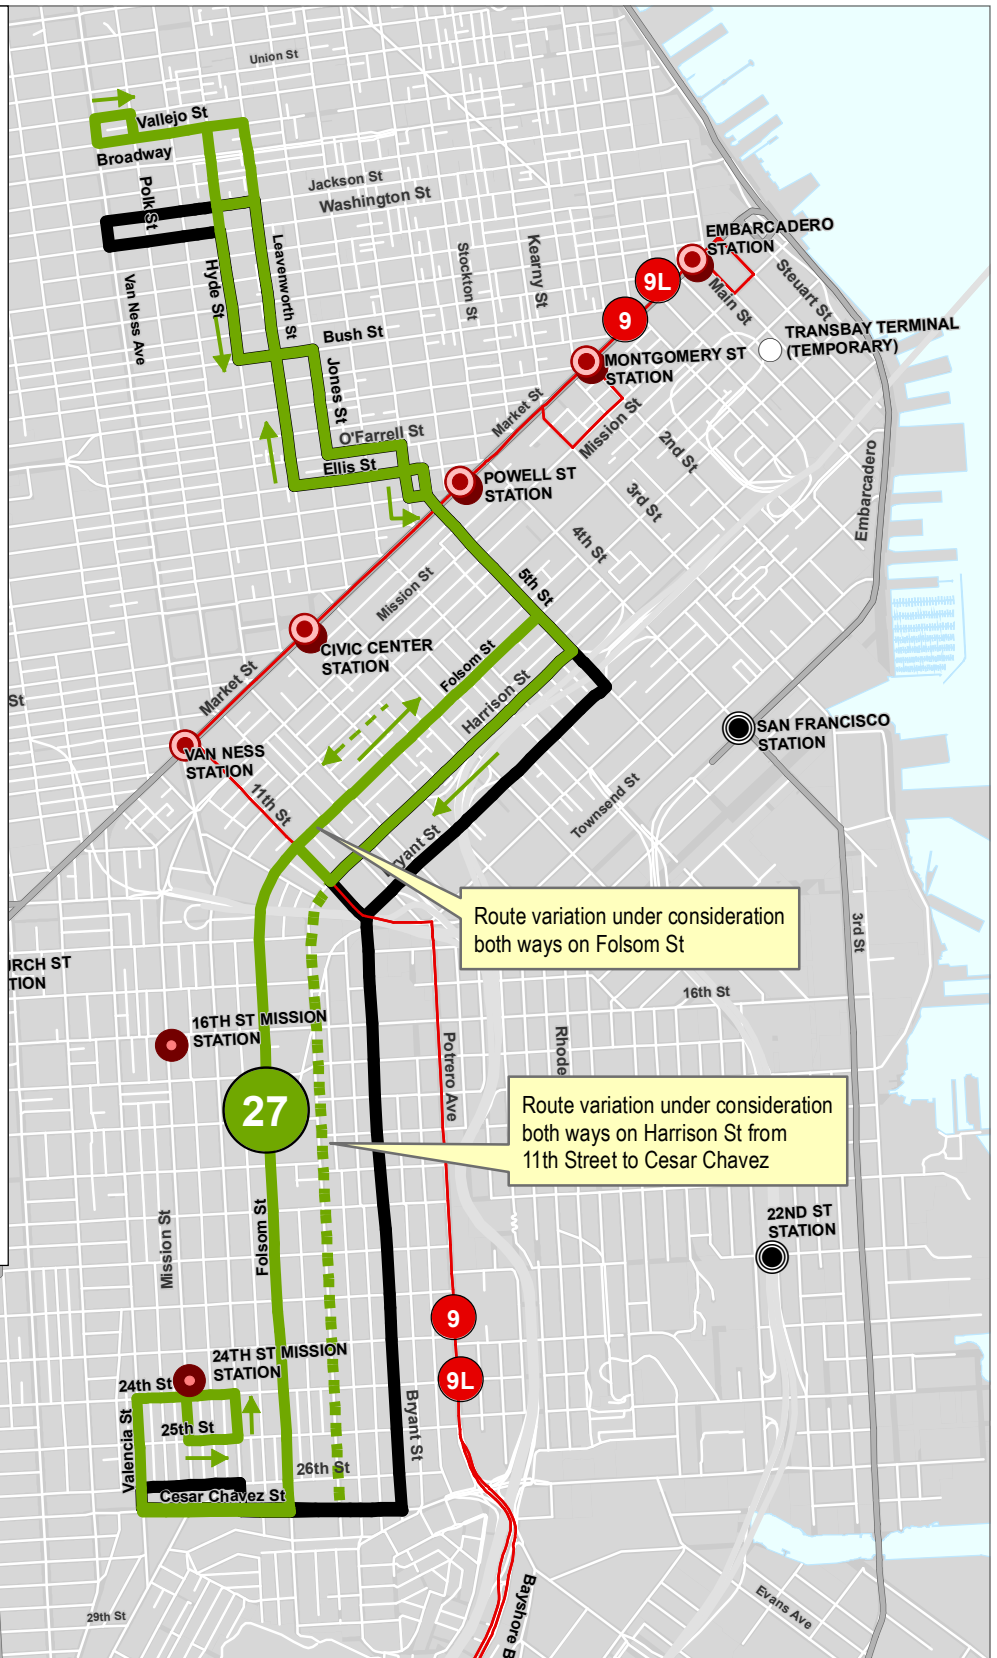 Union St
Vallejo St
Broadway
Polk St
Jackson St
Washington St
Van Ness Ave
Hyde St
Leavenworth St
Stockton St
Kearny St
EMBARCADERO
STATION
9L
9
Main St
Steuart St
Bush St
Jones St
TRANSBAY TERMINAL
(TEMPORARY)
MONTGOMERY ST
STATION
Market St
Mission St
O'Farrell St
Ellis St
2nd St
POWELL ST
STATION
3rd St
4th St
Embarcadero
5th St
Mission St
CIVIC CENTER
STATION
Folsom St
Harrison St
Market St
St
SAN FRANCISCO
STATION
VAN NESS
STATION
11th St
Townsend St
Bryant St
Route variation under consideration
both ways on Folsom St
3rd St
URCH ST
TION
16th St
16TH ST MISSION
STATION
Potrero Ave
Rhode
27
Route variation under consideration
both ways on Harrison St from
11th Street to Cesar Chavez
Mission St
Folsom St
22ND ST
STATION
9
24TH ST MISSION
STATION
9L
24th St
Valencia St
25th St
Bryant St
26th St
Cesar Chavez St
Bayshore B
Evans Ave
29th St